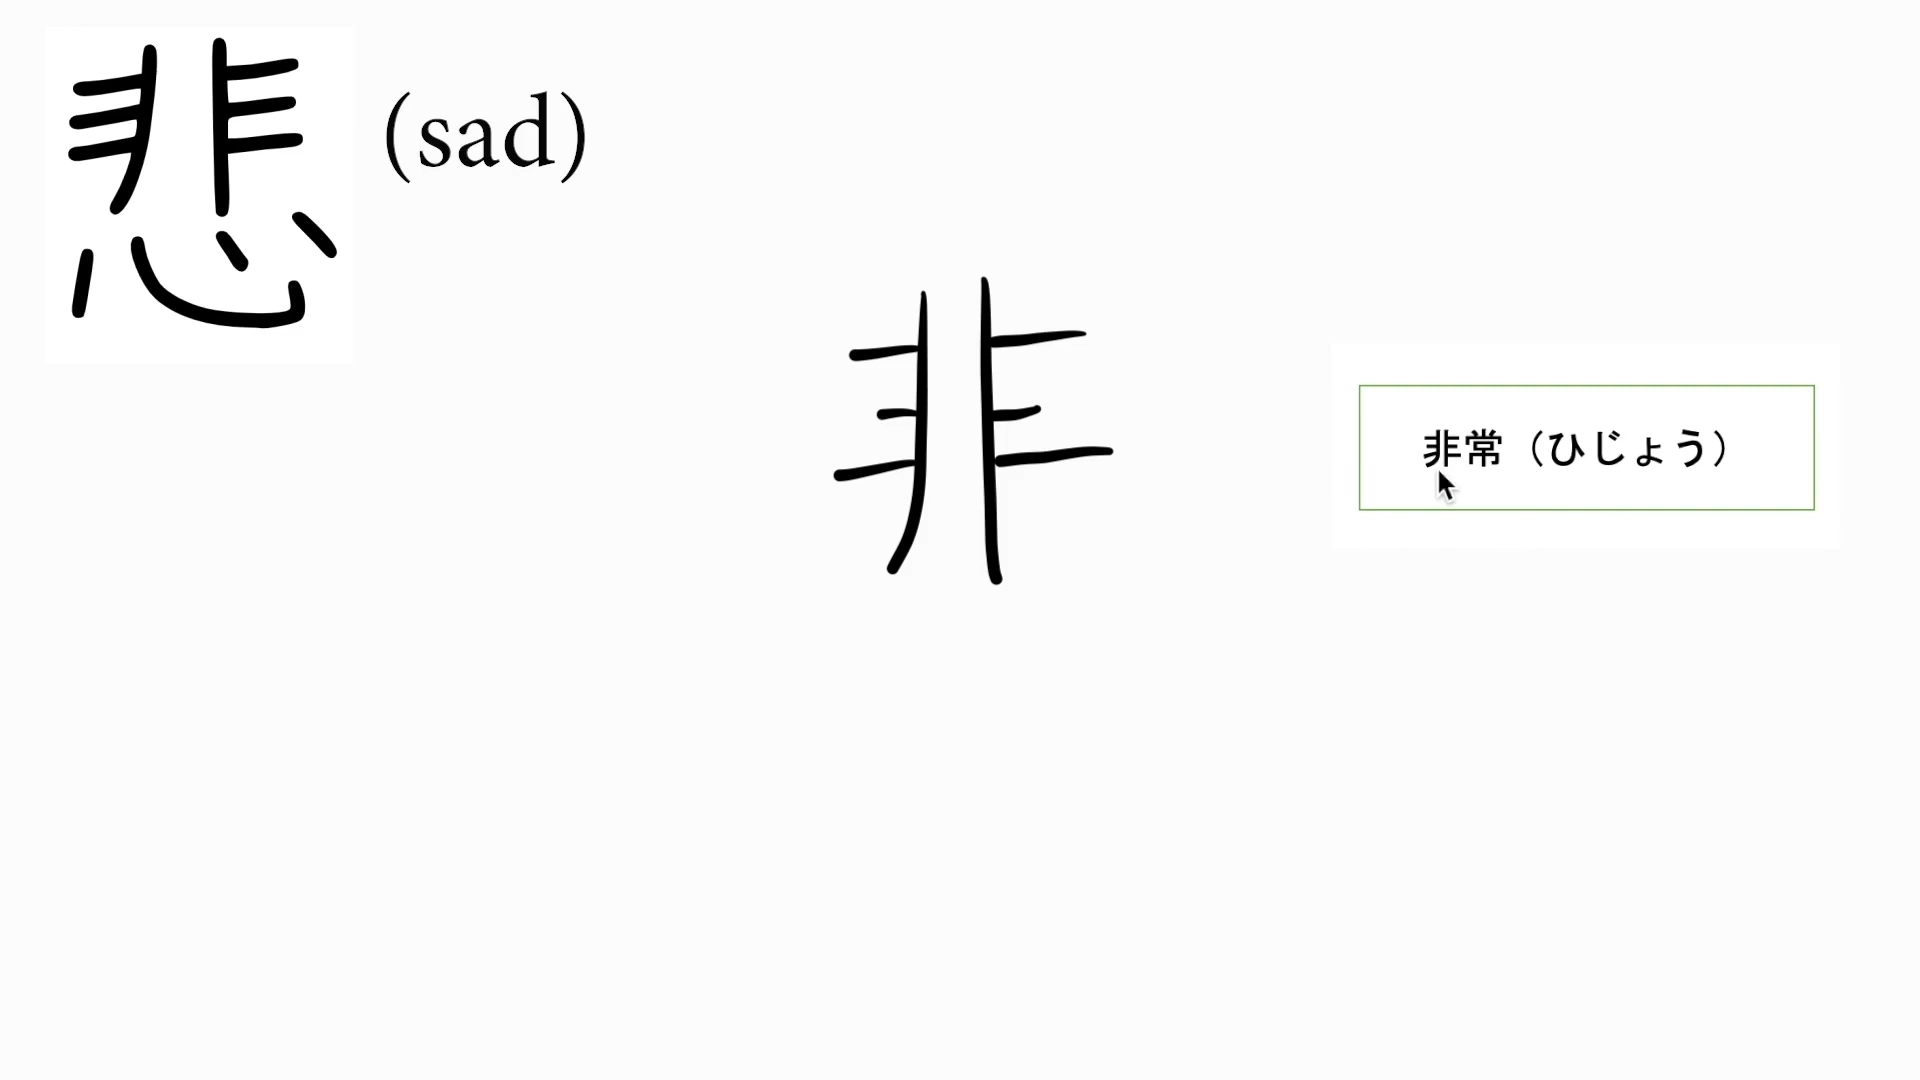 悲 (sad)
非
非常（ひじょう）